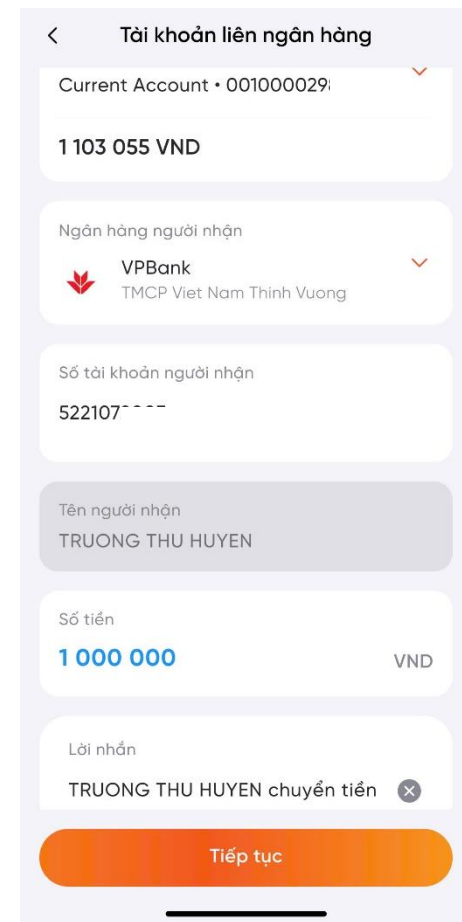 Tài khoản liên ngân hàng
Current Account • 001000029
1 103 055 VND
Ngân hàng người nhận
VPBank
TMCP Viet Nam Thinh Vuong
Số tài khoản người nhận
522107
Tên người nhận
TRUONG THU HUYEN
Số tiền
1 000 000 VND
Lời nhắn
TRUONG THU HUYEN chuyển tiền
Tiếp tục